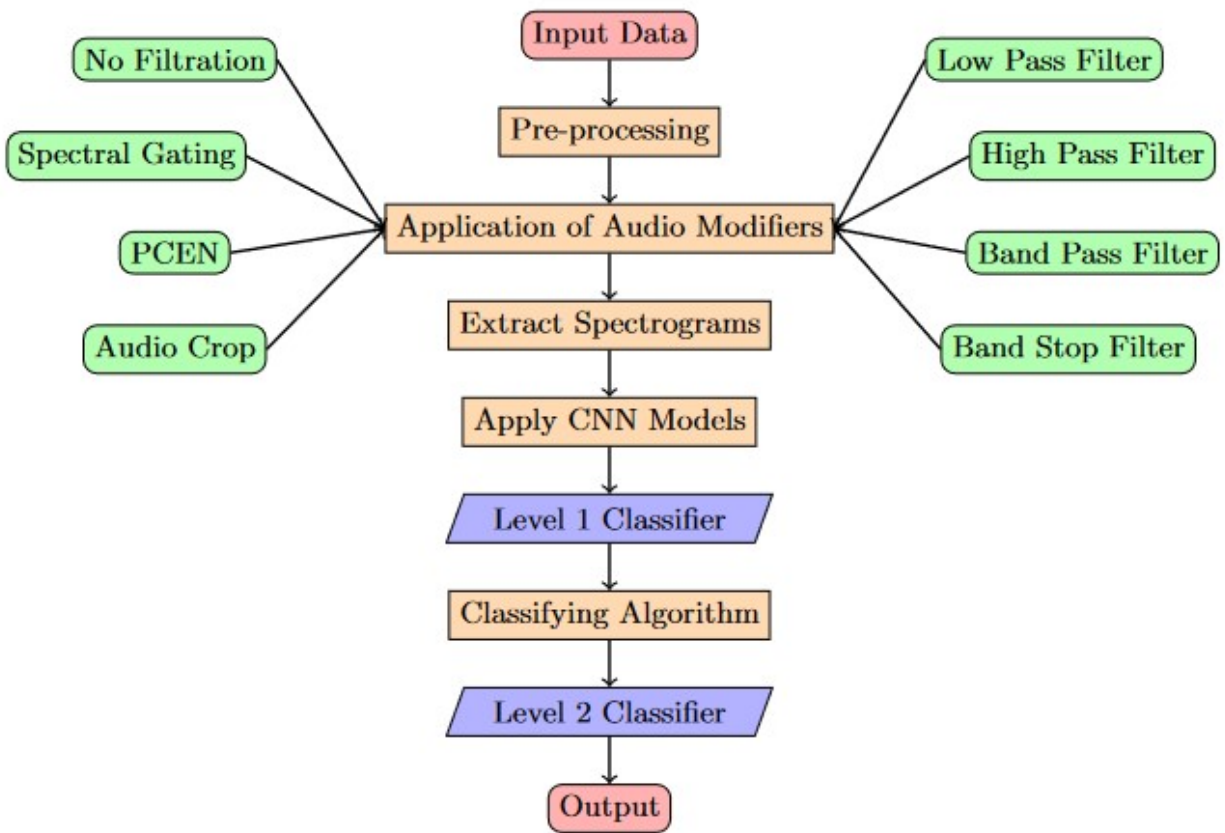 Input Data
No Filtration
Low Pass Filter
Pre-processing
Spectral Gating
High Pass Filter
Application of Audio Modifiers
PCEN
Band Pass Filter
Extract Spectrograms
Audio Crop
Band Stop Filter
Apply CNN Models
Level 1 Classifier
Classifying Algorithm
Level 2 Classifier
Output